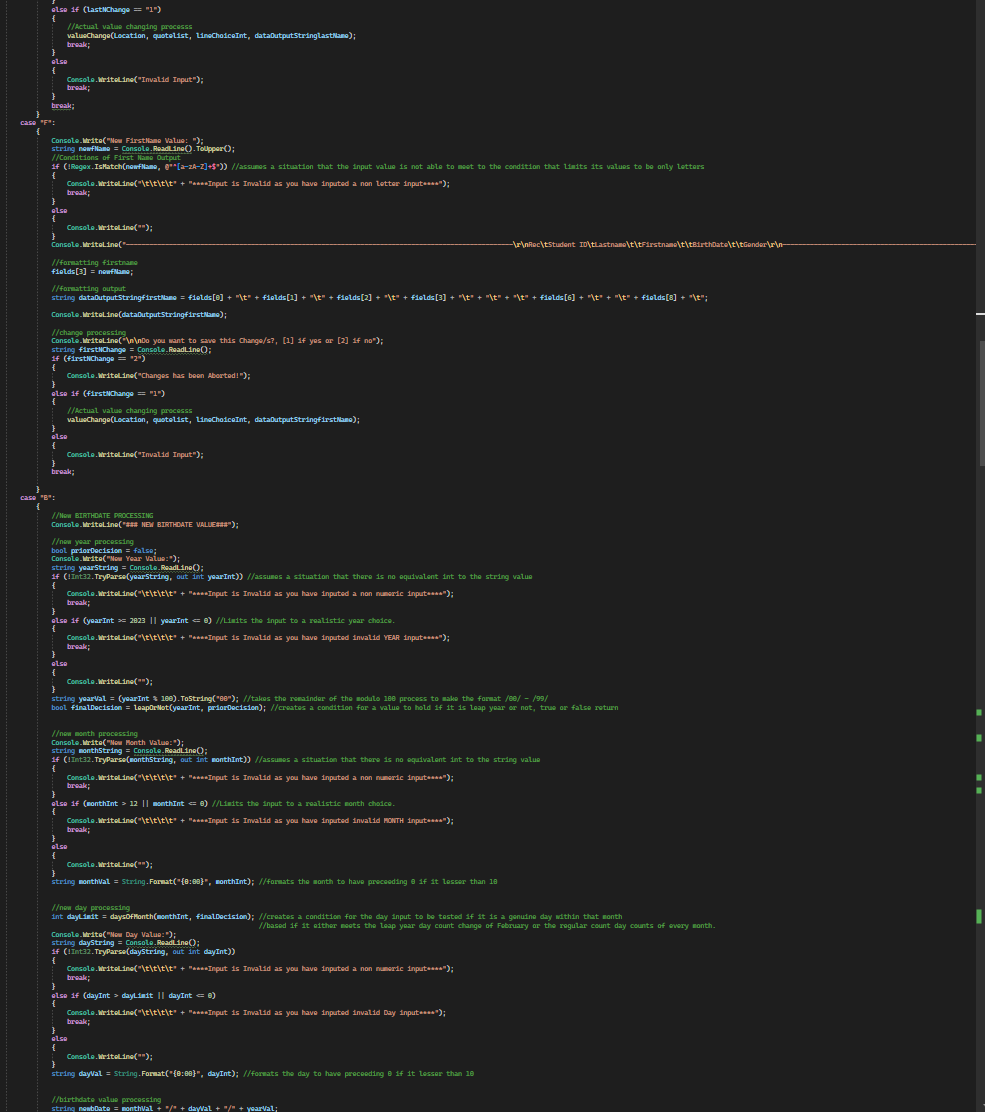 }
else if (lastNChange == "1")
{
//Actual value changing processs
valueChange(Location, quotelist, lineChoiceInt, dataOutputStringlastName);
break;
}
else
{
Console.WriteLine("Invalid Input");
break;
}
break;
}
case "F":
{
Console.Write("New FirstName Value: ");
string newfName = Console.ReadLine().ToUpper();
//Conditions of First Name Output
if (!Regex.IsMatch(newfName, @"^[a-zA-Z]+$")) //assumes a situation that the input value is not able to meet to the condition that limits its values to be only letters
{
Console.WriteLine("\t\t\t\t" + "****Input is Invalid as you have inputed a non letter input****");
break;
}
else
{
Console.WriteLine("");
}
Console.WriteLine("----------------------------------------------------------------------------------------------------\r\nRec\tStudent ID\tLastname\t\tFirstname\t\tBirthDate\t\tGender\r\n--------------------------------------------------
//formatting firstname
fields[3] = newfName;
//formatting output
string dataOutputStringfirstName = fields[0] + "\t" + fields[1] + "\t" + fields[2] + "\t" + fields[3] + "\t" + "\t" + "\t" + fields[6] + "\t" + "\t" + fields[8] + "\t";
Console.WriteLine(dataOutputStringfirstName);
//change processing
Console.WriteLine("\n\nDo you want to save this Change/s?, [1] if yes or [2] if no");
string firstNChange = Console.ReadLine();
if (firstNChange == "2")
{
Console.WriteLine("Changes has been Aborted!");
}
else if (firstNChange == "1")
{
//Actual value changing processs
valueChange(Location, quotelist, lineChoiceInt, dataOutputStringfirstName);
}
else
{
Console.WriteLine("Invalid Input");
}
break;
}
case "B":
{
//New BIRTHDATE PROCESSING
Console.WriteLine("### NEW BIRTHDATE VALUE###");
//new year processing
bool priorDecision = false;
Console.Write("New Year Value:");
string yearString = Console.ReadLine();
if (!Int32.TryParse(yearString, out int yearInt)) //assumes a situation that there is no equivalent int to the string value
{
Console.WriteLine("\t\t\t\t" + "****Input is Invalid as you have inputed a non numeric input****");
break;
}
else if (yearInt >= 2023 || yearInt <= 0) //Limits the input to a realistic year choice.
{
Console.WriteLine("\t\t\t\t" + "****Input is Invalid as you have inputed invalid YEAR input****");
break;
}
else
{
Console.WriteLine("");
}
string yearVal = (yearInt % 100).ToString("00"); //takes the remainder of the modulo 100 process to make the format /00/ - /99/
bool finalDecision = leapOrNot(yearInt, priorDecision); //creates a condition for a value to hold if it is leap year or not, true or false return
//new month processing
Console.Write("New Month Value:");
string monthString = Console.ReadLine();
if (!Int32.TryParse(monthString, out int monthInt)) //assumes a situation that there is no equivalent int to the string value
{
Console.WriteLine("\t\t\t\t" + "****Input is Invalid as you have inputed a non numeric input****");
break;
}
else if (monthInt > 12 || monthInt <= 0) //Limits the input to a realistic month choice.
{
Console.WriteLine("\t\t\t\t" + "****Input is Invalid as you have inputed invalid MONTH input****");
break;
}
else
{
Console.WriteLine("");
}
string monthVal = String.Format("{0:00}", monthInt); //formats the month to have preceeding 0 if it lesser than 10
//new day processing
int dayLimit = daysOfMonth(monthInt, finalDecision); //creates a condition for the day input to be tested if it is a genuine day within that month
//based if it either meets the leap year day count change of February or the regular count day counts of every month.
Console.Write("New Day Value:");
string dayString = Console.ReadLine();
if (!Int32.TryParse(dayString, out int dayInt))
{
Console.WriteLine("\t\t\t\t" + "****Input is Invalid as you have inputed a non numeric input****");
break;
}
else if (dayInt > dayLimit || dayInt <= 0)
{
Console.WriteLine("\t\t\t\t" + "****Input is Invalid as you have inputed invalid Day input****");
break;
}
else
{
Console.WriteLine("");
}
string dayVal = String.Format("{0:00}", dayInt); //formats the day to have preceeding 0 if it lesser than 10
//birthdate value processing
string newbDate = monthVal + "/" + dayVal + "/" + yearVal;